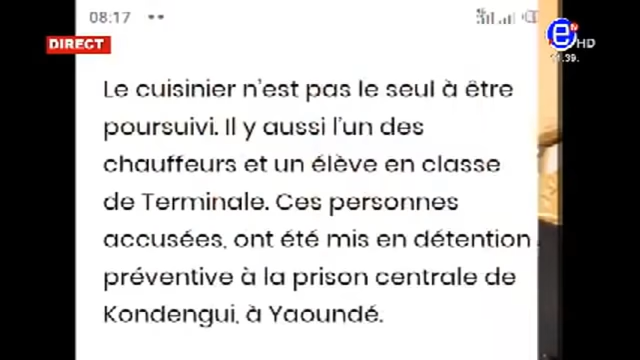 08:17
DIRECT
HD
Le cuisinier n'est pas le seul à être
poursuivi. Il y aussi l'un des
chauffeurs et un élève en classe
de Terminale. Ces personnes
accusées, ont été mis en détention
préventive à la prison centrale de
Kondengui, à Yaoundé.